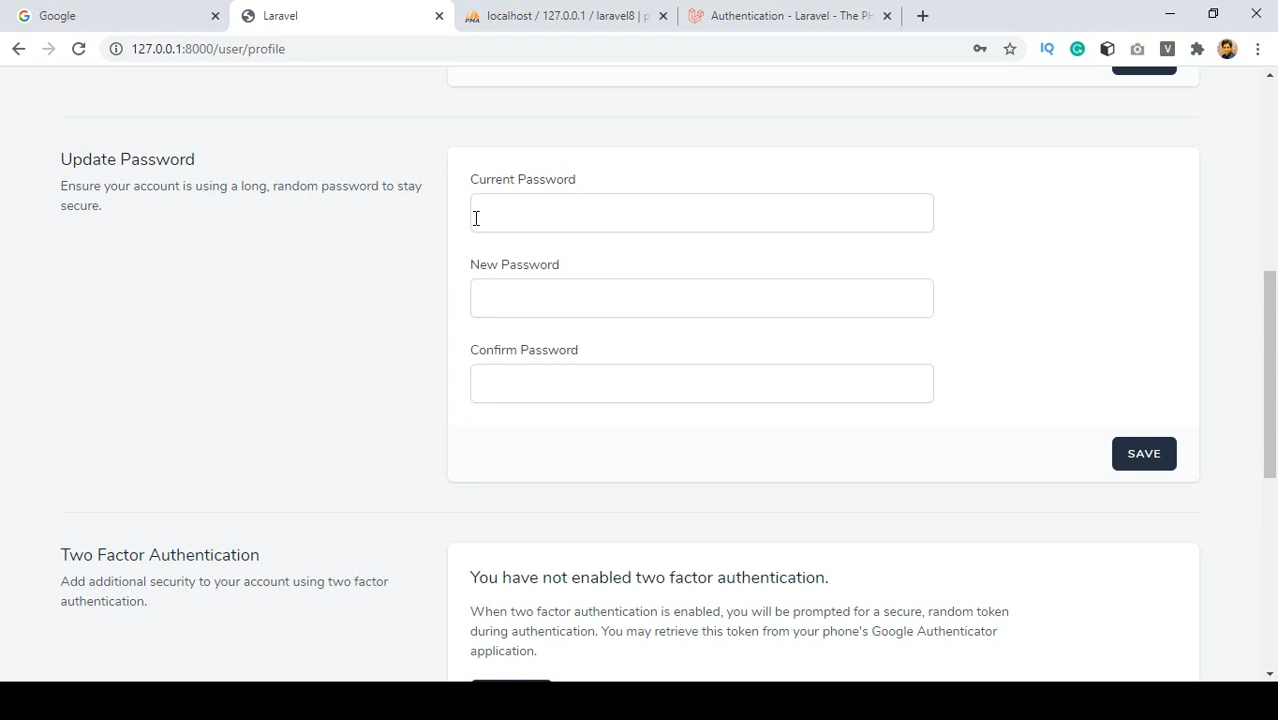 Google
Laravel
localhost / 127.0.0.1 / laravel8 | p
Authentication - Laravel - The PH
127.0.0.1:8000/user/profile
IQ
G
V
Update Password
Ensure your account is using a long, random password to stay
secure.
Current Password
New Password
Confirm Password
SAVE
Two Factor Authentication
Add additional security to your account using two factor
authentication.
You have not enabled two factor authentication.
When two factor authentication is enabled, you will be prompted for a secure, random token
during authentication. You may retrieve this token from your phone's Google Authenticator
application.